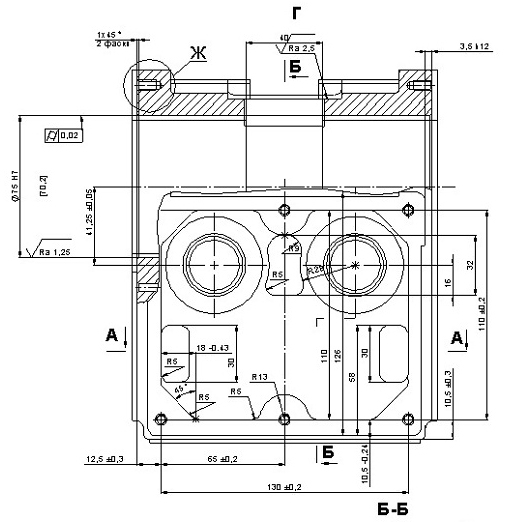 Г
1x45°
2 фаски
40
Ra 2,5
Б
3,5 h12
Ж
0,02
Ø75 H7
[70,2]
41,25 ±0,05
Ra 1,25
R9
R5
R28
32
16
110 ±0,2
Г
А
А
18 -0.43
30
R5
45°
R5
R5
R13
110
126
58
30
10,5 ±0,3
12,5 ±0,3
65 ±0,2
Б
10,5 -0.24
130 ±0,2
Б-Б